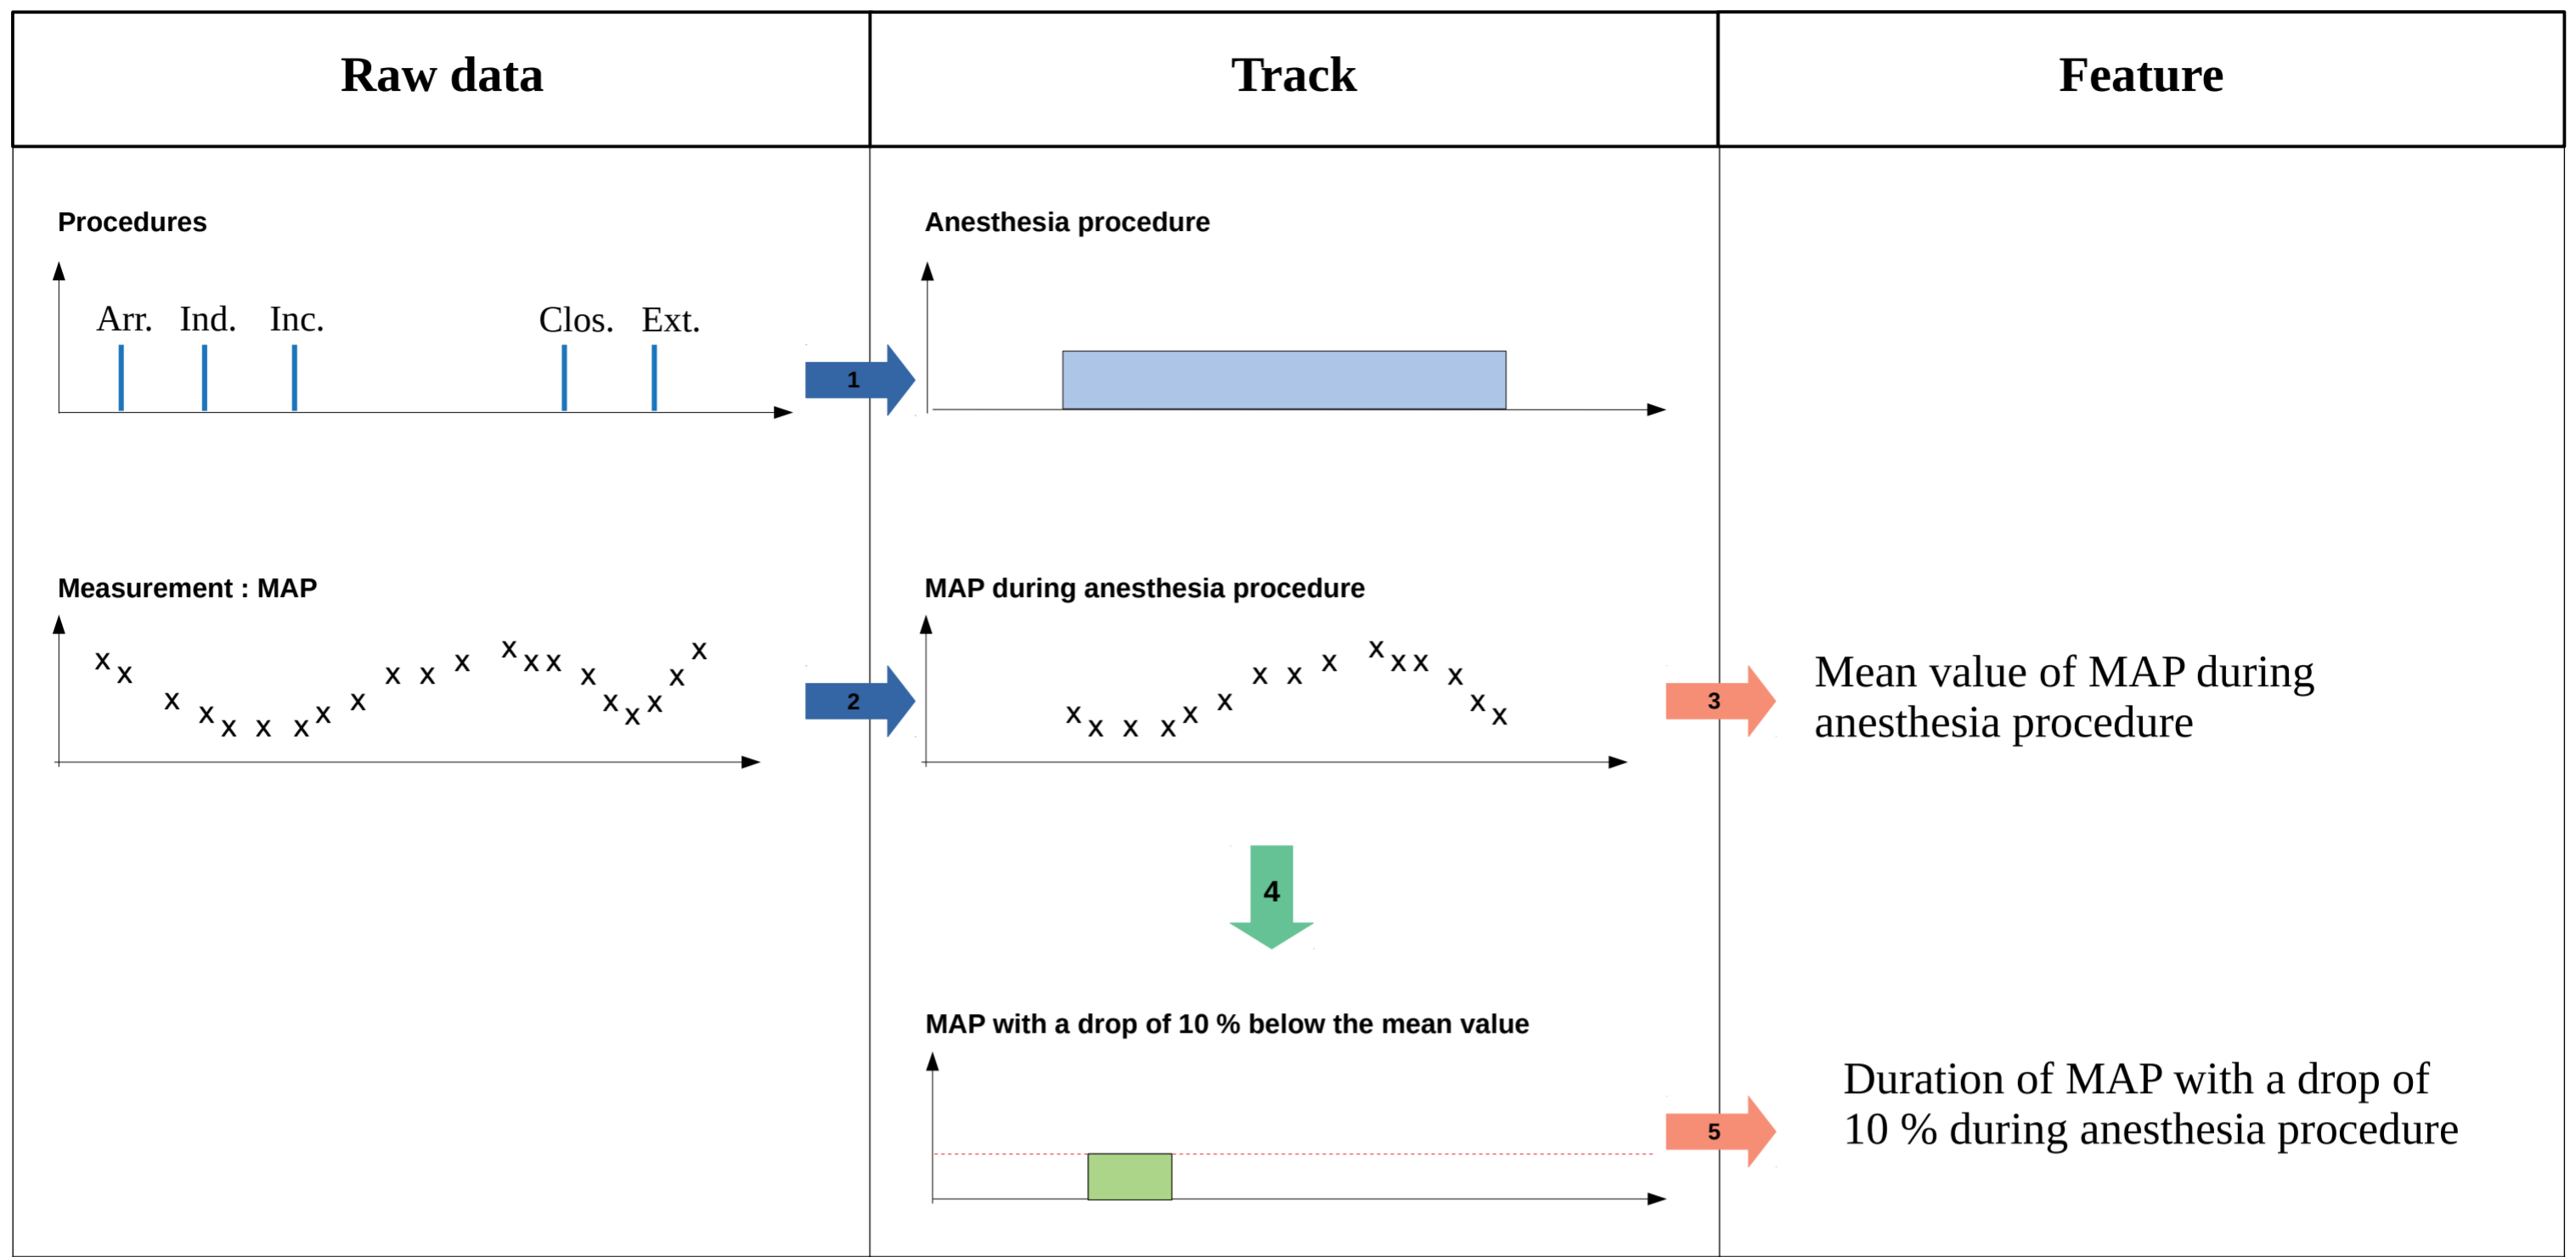 Raw data
Track
Feature
Procedures
Arr. Ind. Inc. Clos. Ext.
1
Anesthesia procedure
Measurement : MAP
x x x x x x x x x x x x x x x x x x x x x
2
MAP during anesthesia procedure
x x x x x x x x x x x x x x x
3
Mean value of MAP during
anesthesia procedure
4
MAP with a drop of 10 % below the mean value
5
Duration of MAP with a drop of
10 % during anesthesia procedure